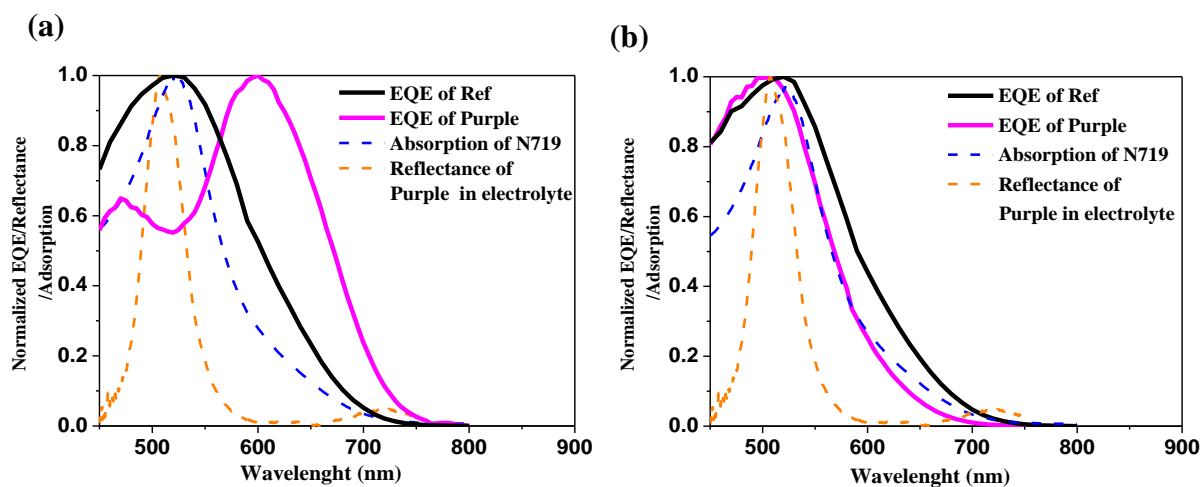 (a)
1.0
0.8
0.6
0.4
0.2
0.0
500
600
700
800
900
Normalized EQE/Reflectance
/Adsorption
Wavelenght (nm)
EQE of Ref
EQE of Purple
Absorption of N719
Reflectance of
Purple in electrolyte
(b)
1.0
0.8
0.6
0.4
0.2
0.0
500
600
700
800
900
Normalized EQE/Reflectance
/Adsorption
Wavelenght (nm)
EQE of Ref
EQE of Purple
Absorption of N719
Reflectance of
Purple in electrolyte